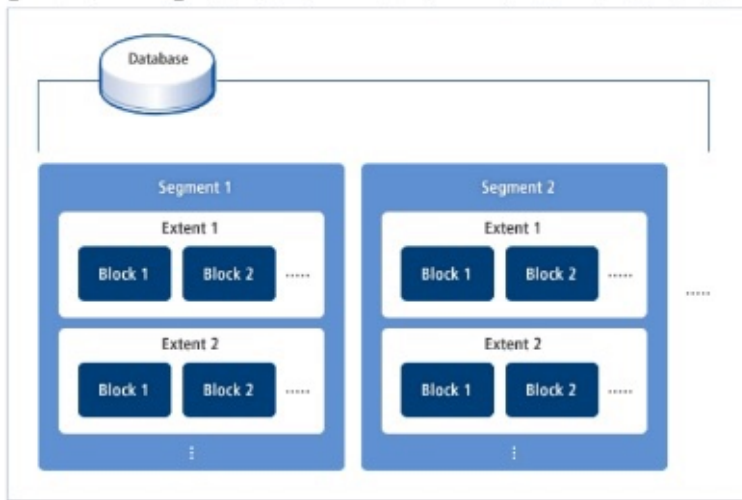 Database
Segment 1
Extent 1
Block 1 Block 2 .....
Extent 2
Block 1 Block 2 .....
⋮
Segment 2
Extent 1
Block 1 Block 2 .....
Extent 2
Block 1 Block 2 .....
⋮
.....